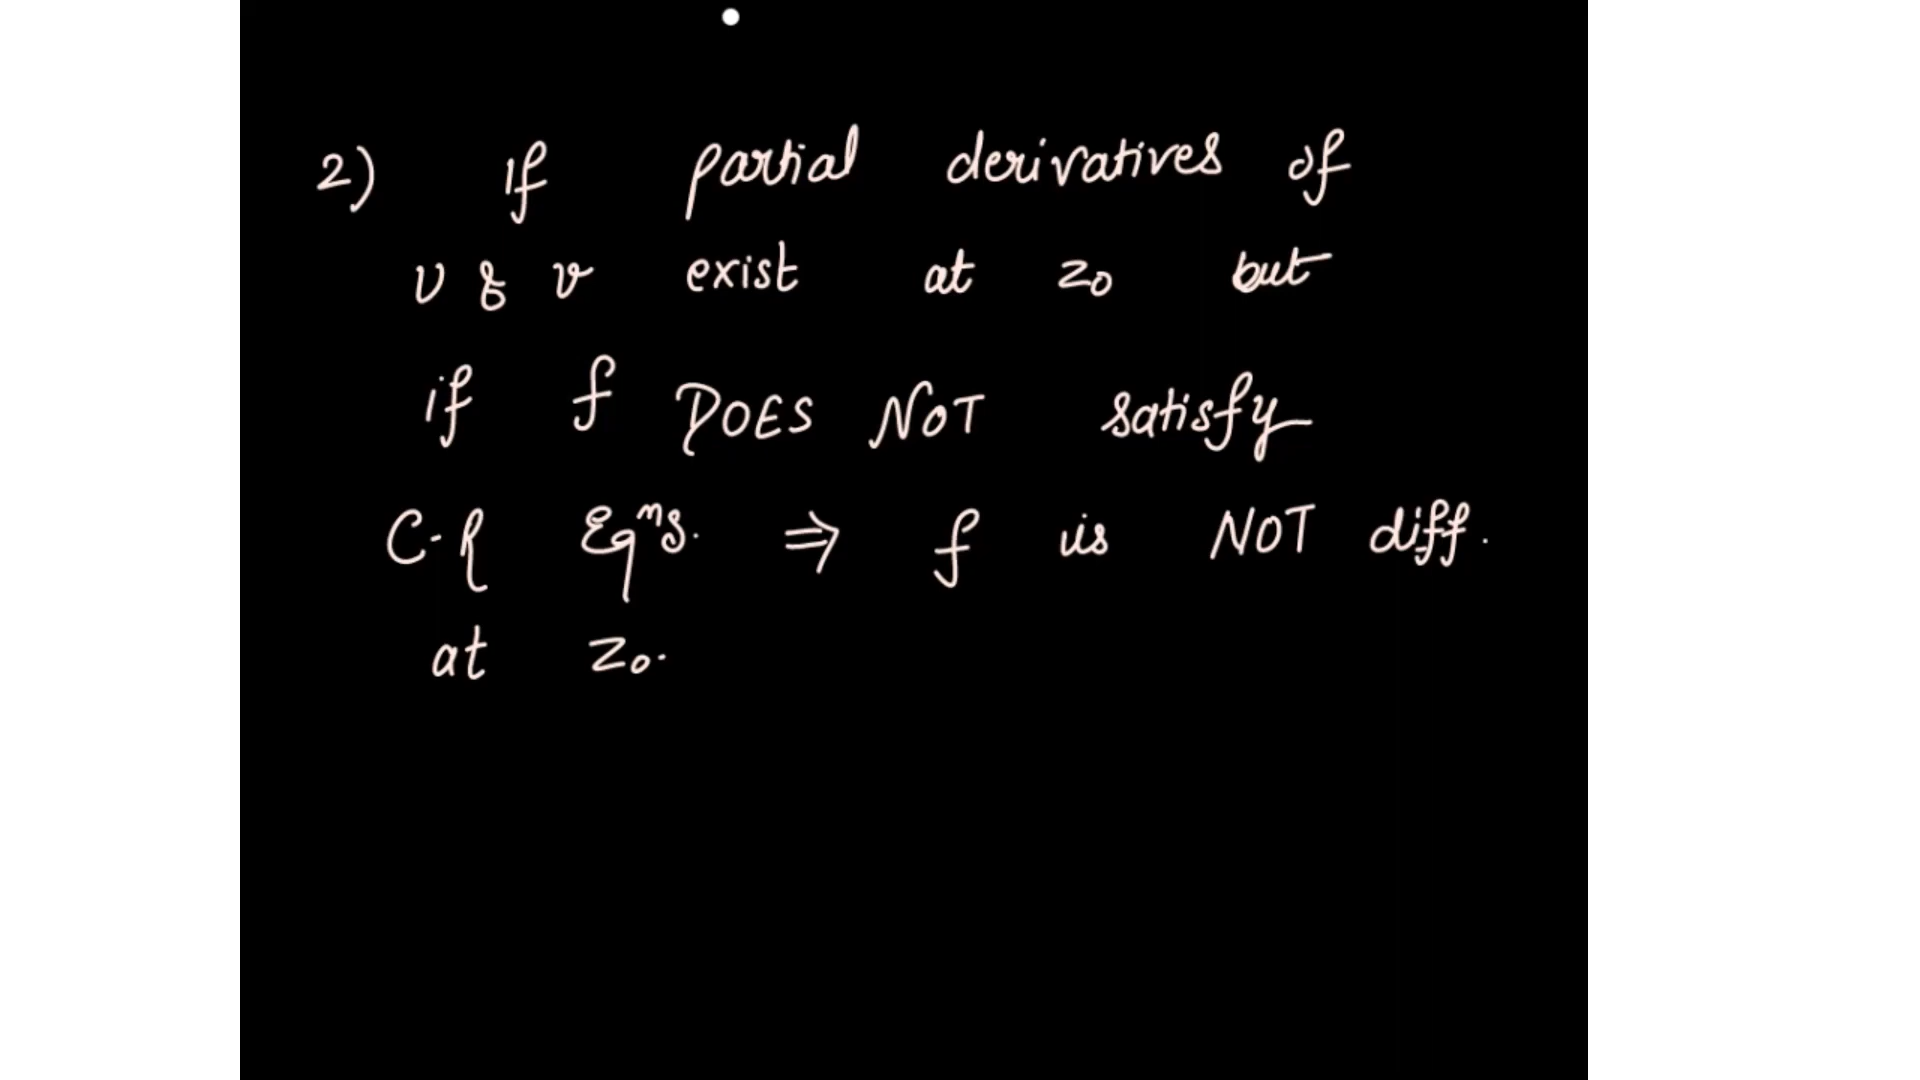 2) If partial derivatives of
u & v exist at z₀ but
if f DOES NOT satisfy
C-R Eqⁿs. ⇒ f is NOT diff.
at z₀.